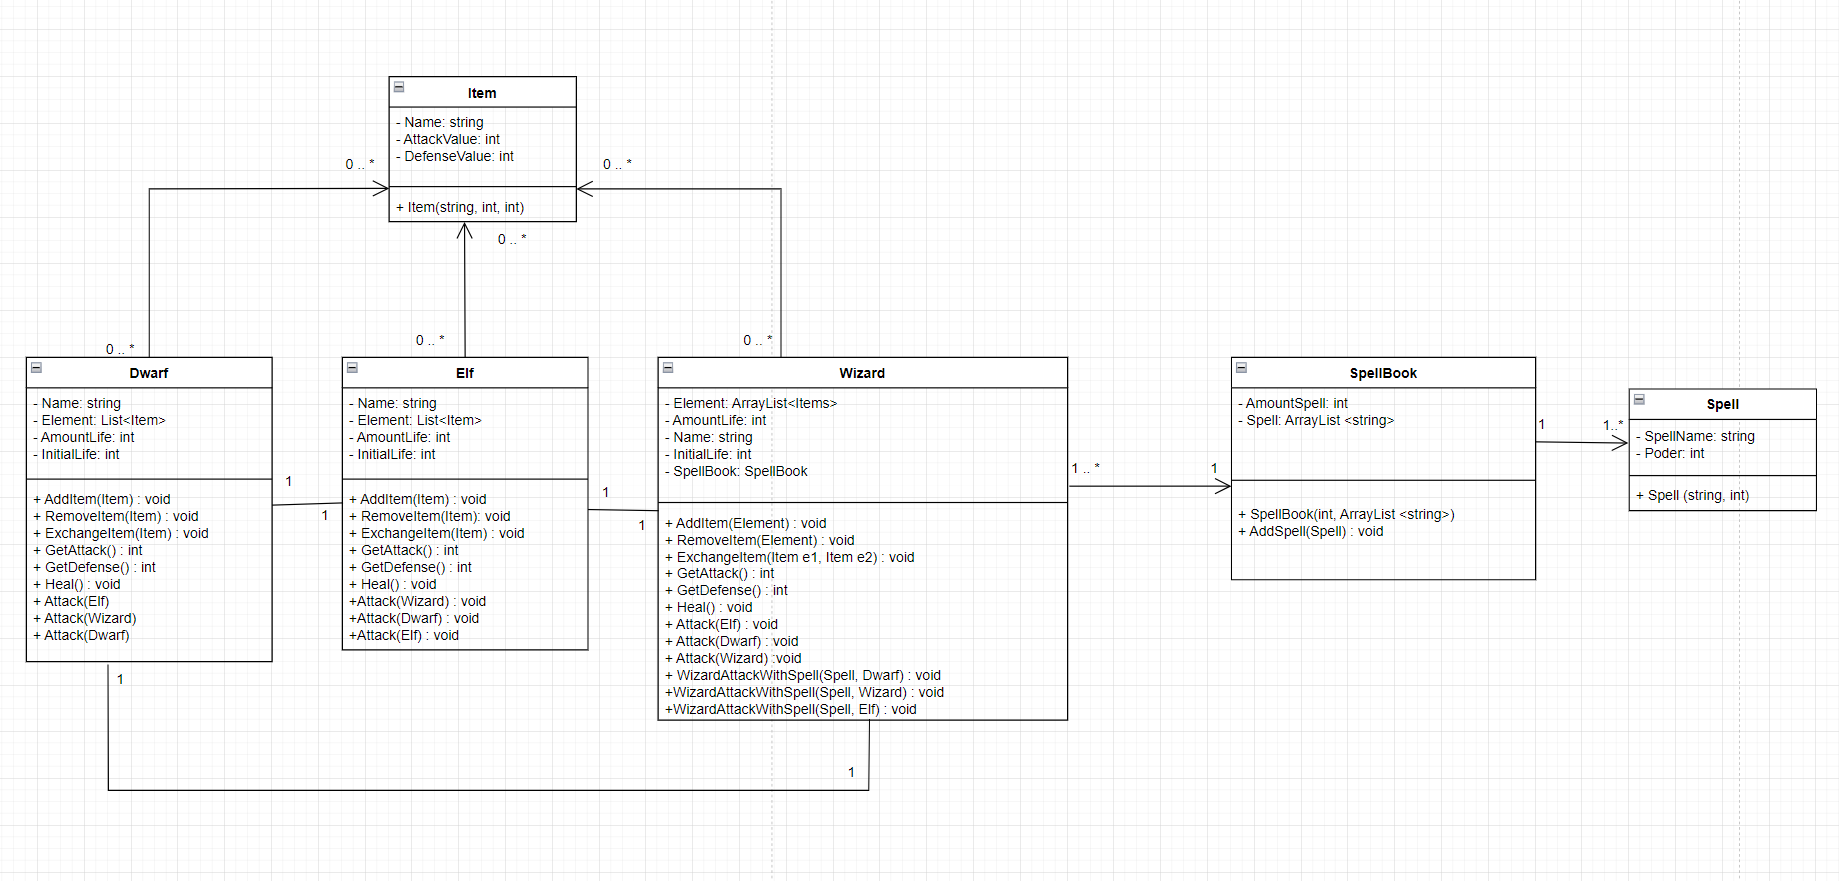 Item
- Name: string
- AttackValue: int
- DefenseValue: int
+ Item(string, int, int)
0 .. *
0 .. *
0 .. *
0 .. *
0 .. *
0 .. *
Dwarf
- Name: string
- Element: List<Item>
- AmountLife: int
- InitialLife: int
+ AddItem(Item) : void
+ RemoveItem(Item) : void
+ ExchangeItem(Item) : void
+ GetAttack() : int
+ GetDefense() : int
+ Heal() : void
+ Attack(Elf)
+ Attack(Wizard)
+ Attack(Dwarf)
1
1
Elf
- Name: string
- Element: List<Item>
- AmountLife: int
- InitialLife: int
+ AddItem(Item) : void
+ RemoveItem(Item): void
+ ExchangeItem(Item) : void
+ GetAttack() : int
+ GetDefense() : int
+ Heal() : void
+Attack(Wizard) : void
+Attack(Dwarf) : void
+Attack(Elf) : void
1
1
Wizard
- Element: ArrayList<Items>
- AmountLife: int
- Name: string
- InitialLife: int
- SpellBook: SpellBook
+ AddItem(Element) : void
+ RemoveItem(Element) : void
+ ExchangeItem(Item e1, Item e2) : void
+ GetAttack() : int
+ GetDefense() : int
+ Heal() : void
+ Attack(Elf) : void
+ Attack(Dwarf) : void
+ Attack(Wizard) :void
+ WizardAttackWithSpell(Spell, Dwarf) : void
+WizardAttackWithSpell(Spell, Wizard) : void
+WizardAttackWithSpell(Spell, Elf) : void
1 .. *
1
SpellBook
- AmountSpell: int
- Spell: ArrayList <string>
+ SpellBook(int, ArrayList <string>)
+ AddSpell(Spell) : void
1
1..*
Spell
- SpellName: string
- Poder: int
+ Spell (string, int)
1
1